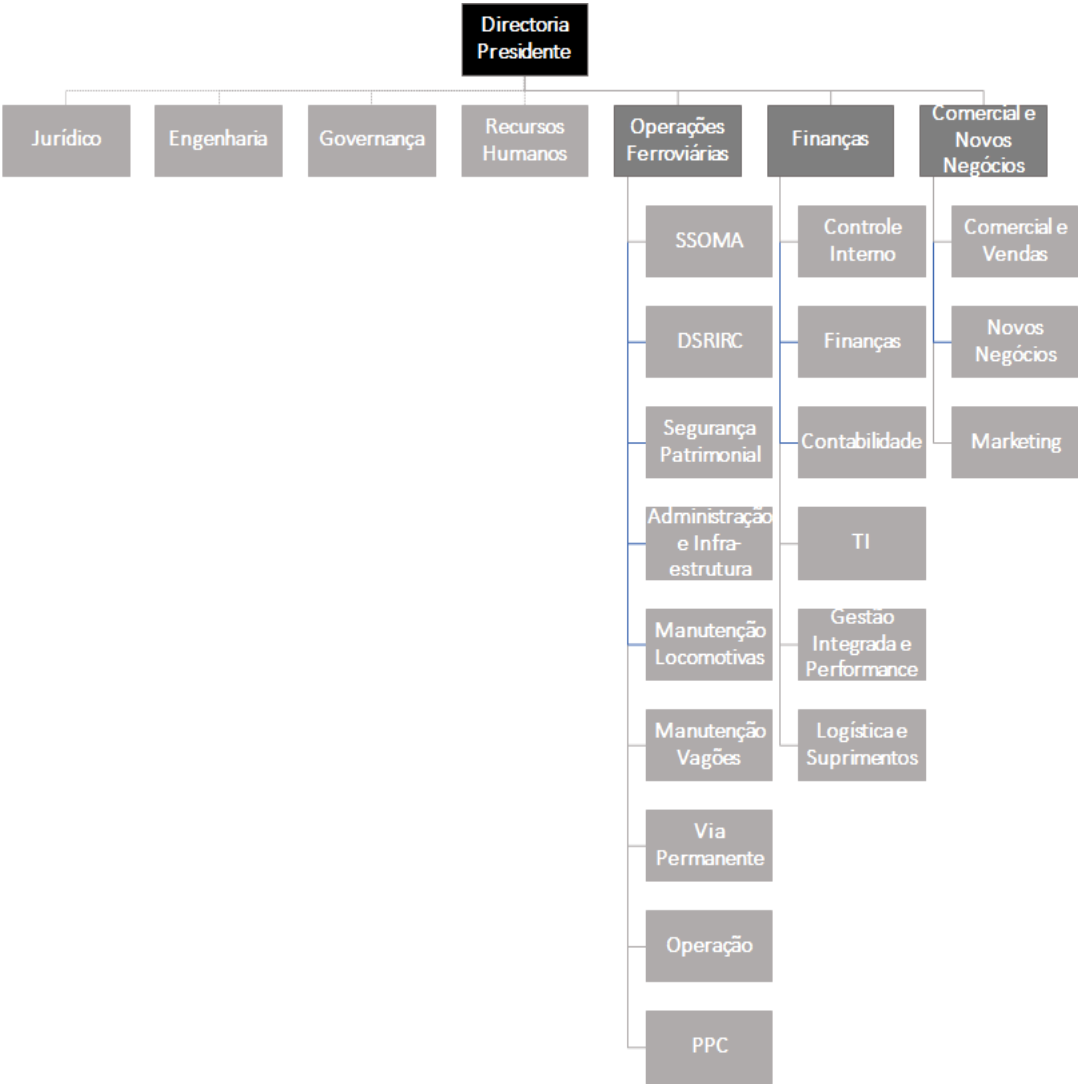 Directoria
Presidente
Jurídico
Engenharia
Governança
Recursos
Humanos
Operações
Ferroviárias
Finanças
Comercial e
Novos
Negócios
SSOMA
DSRIRC
Segurança
Patrimonial
Administração
e Infra-
estrutura
Manutenção
Locomotivas
Manutenção
Vagões
Via
Permanente
Operação
PPC
Controle
Interno
Finanças
Contabilidade
TI
Gestão
Integrada e
Performance
Logística e
Suprimentos
Comercial e
Vendas
Novos
Negócios
Marketing